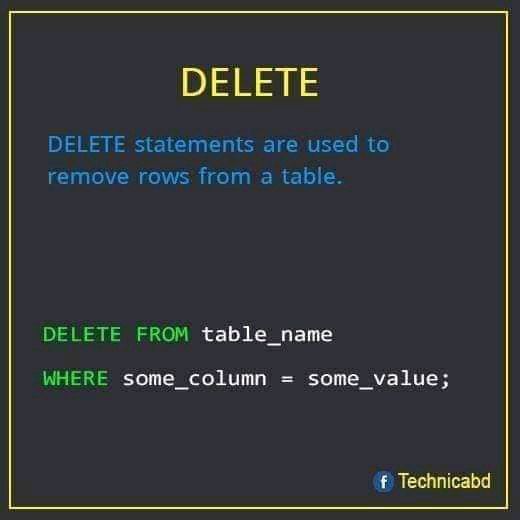 DELETE
DELETE statements are used to
remove rows from a table.
DELETE FROM table_name
WHERE some_column = some_value;
f Technicabd